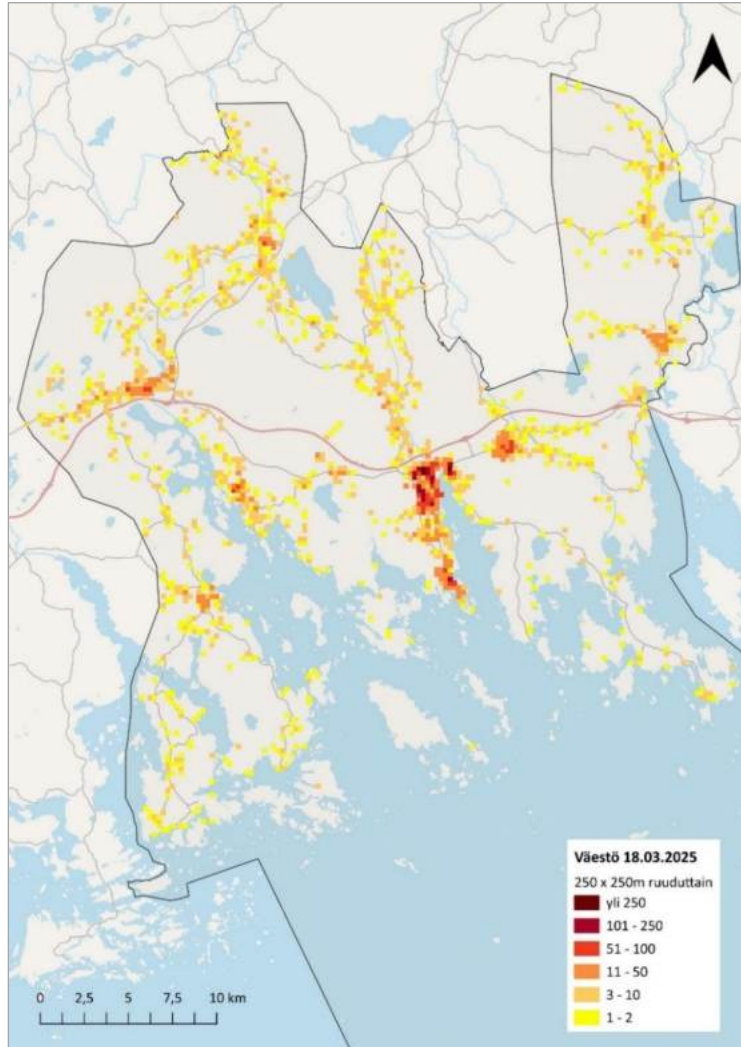 Väestö 18.03.2025
250 x 250m ruuduttain
yli 250
101 - 250
51 - 100
11 - 50
3 - 10
1 - 2
0 2,5 5 7,5 10 km